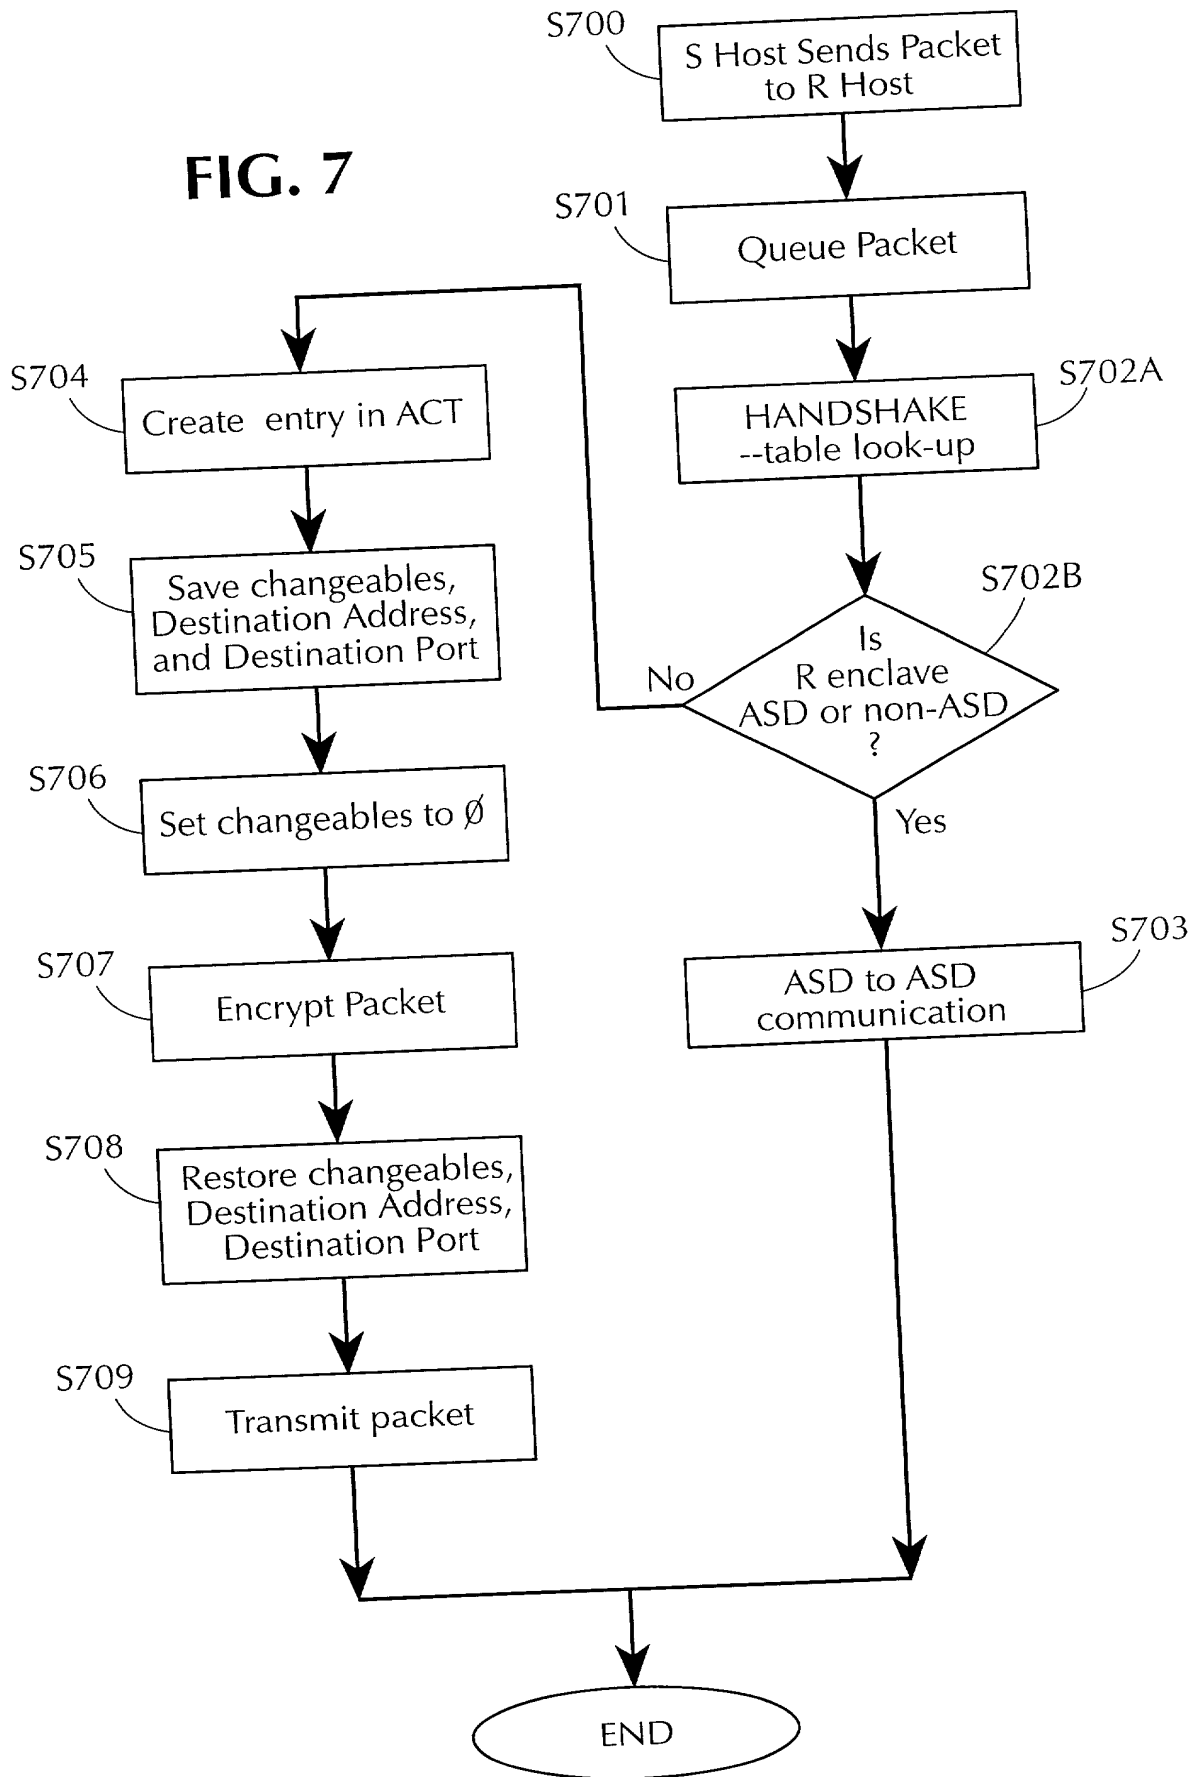 FIG. 7
S700
S Host Sends Packet
to R Host
S701
Queue Packet
S702A
HANDSHAKE
--table look-up
S702B
Is
R enclave
ASD or non-ASD
?
No
Yes
S703
ASD to ASD
communication
S704
Create entry in ACT
S705
Save changeables,
Destination Address,
and Destination Port
S706
Set changeables to Ø
S707
Encrypt Packet
S708
Restore changeables,
Destination Address,
Destination Port
S709
Transmit packet
END